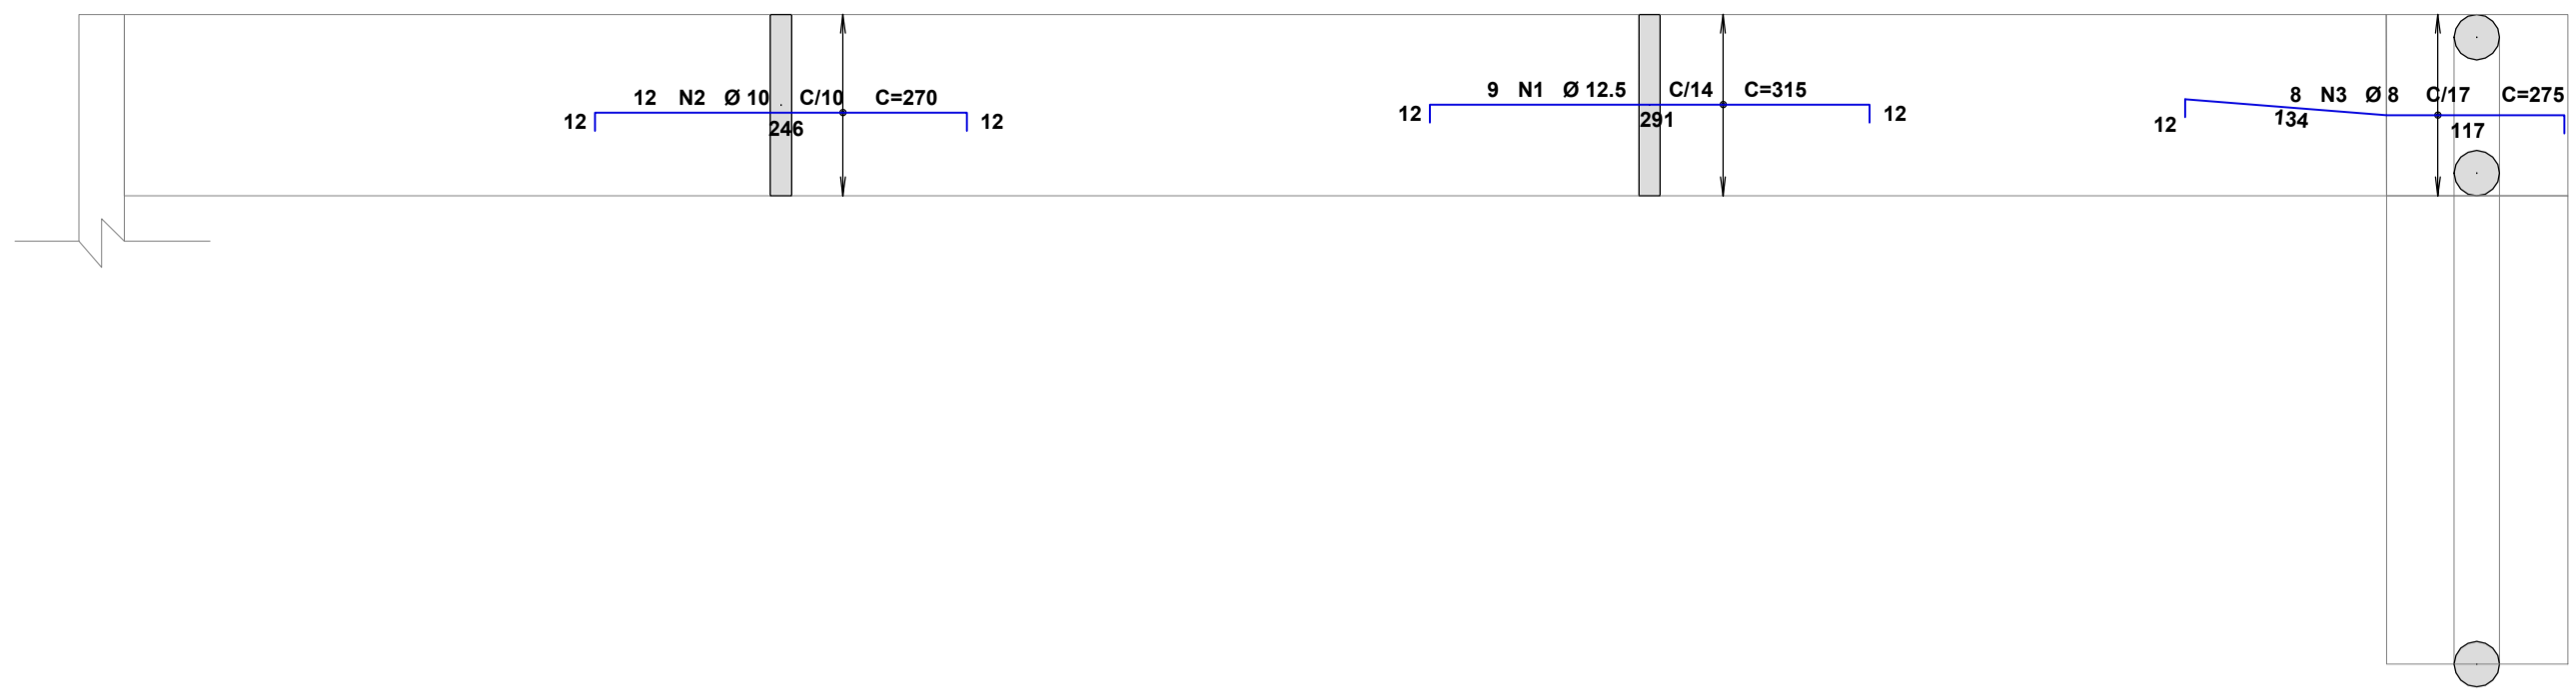 12 N2 Ø 10 C/10 C=270
12 246 12
9 N1 Ø 12.5 C/14 C=315
12 291 12
8 N3 Ø 8 C/17 C=275
12 134 117